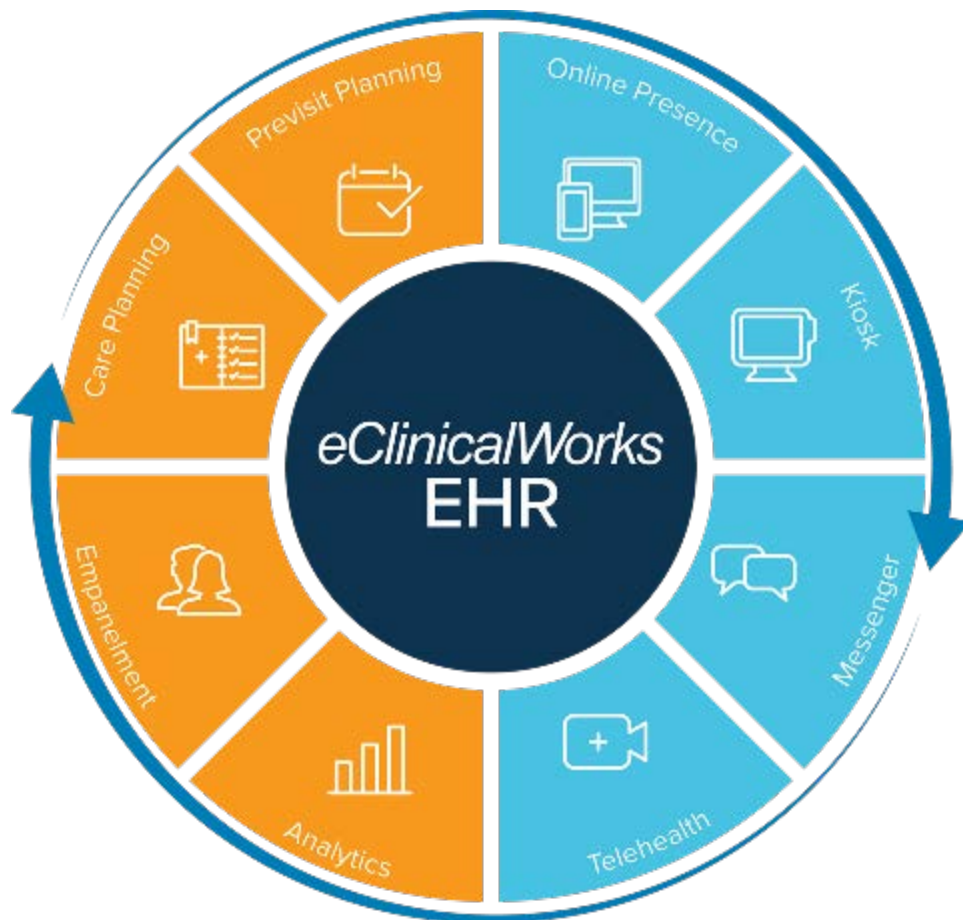 Previsit Planning
Online Presence
Care Planning
Kiosk
eClinicalWorks
EHR
Empanelment
Messenger
Analytics
Telehealth